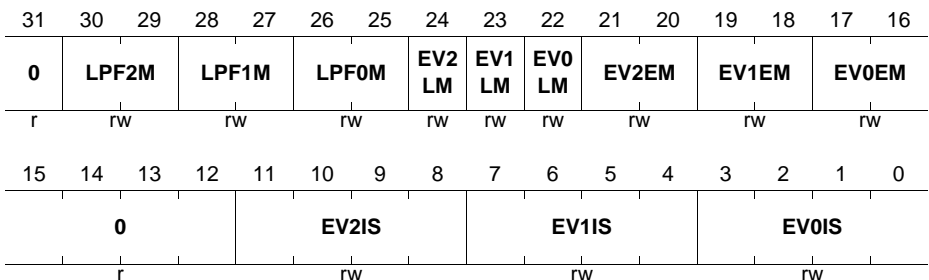 31 30 29 28 27 26 25 24 23 22 21 20 19 18 17 16
0 LPF2M LPF1M LPF0M EV2 LM EV1 LM EV0 LM EV2EM EV1EM EV0EM
r rw rw rw rw rw rw rw rw rw
15 14 13 12 11 10 9 8 7 6 5 4 3 2 1 0
0 EV2IS EV1IS EV0IS
r rw rw rw